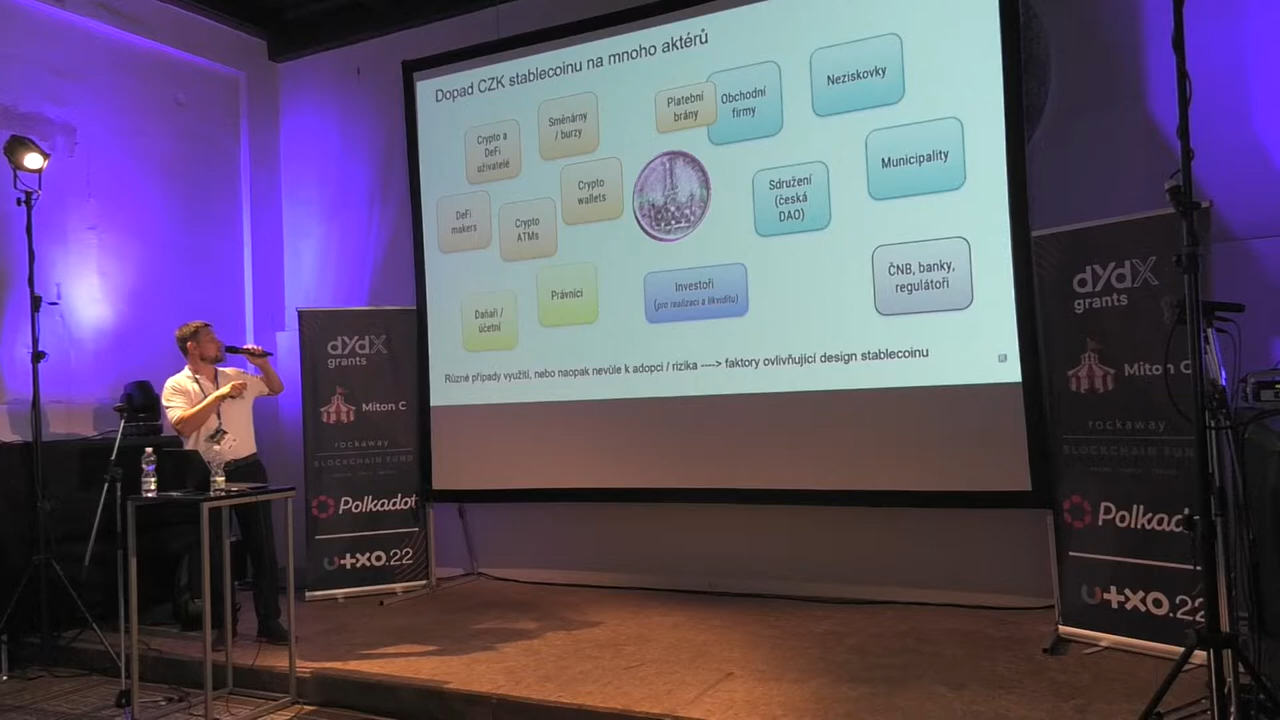 Dopad CZK stablecoinu na mnoho aktérů
Crypto a
DeFi
uživatelé
Směnárny
/ burzy
Platební
brány
Obchodní
firmy
Neziskovky
DeFi
makers
Crypto
ATMs
Crypto
wallets
Sdružení
(česká
DAO)
Municipality
Daňaři /
účetní
Právníci
Investoři
(pro realizaci a likviditu)
ČNB, banky,
regulátoři
Různé případy využití, nebo naopak nevůle k adopci / rizika ----> faktory ovlivňující design stablecoinu
dYdX
grants
Miton C
rockaway
BLOCKCHAIN FUND
Polkadot
utxo.22
dYdX
grants
Miton C
rockaway
BLOCKCHAIN FUN
Polkad
utxo.22